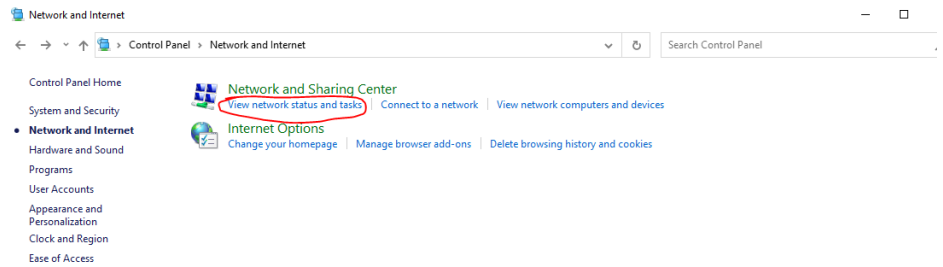 Network and Internet
Control Panel > Network and Internet
Search Control Panel
Control Panel Home
System and Security
Network and Internet
Hardware and Sound
Programs
User Accounts
Appearance and
Personalization
Clock and Region
Ease of Access
Network and Sharing Center
View network status and tasks Connect to a network View network computers and devices
Internet Options
Change your homepage Manage browser add-ons Delete browsing history and cookies